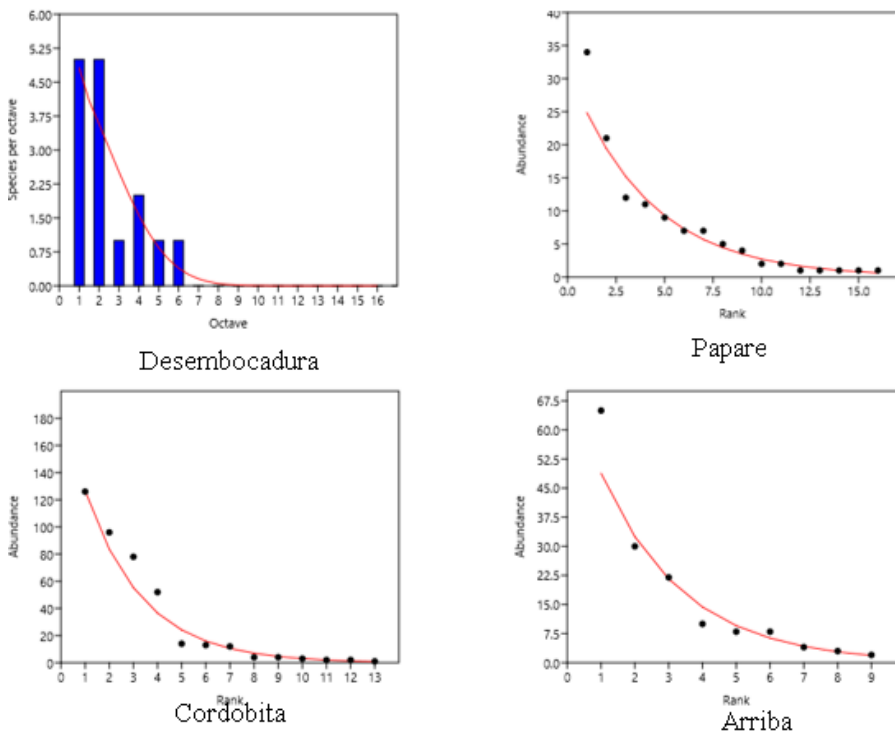 6.00
5.25
4.50
3.75
3.00
2.25
1.50
0.75
0.00
Species per octave
0 1 2 3 4 5 6 7 8 9 10 11 12 13 14 15 16
Octave
Desembocadura
40
35
30
25
20
15
10
5
0
Abundance
0.0 2.5 5.0 7.5 10.0 12.5 15.0
Rank
Papare
180
160
140
120
100
80
60
40
20
0
Abundance
0 1 2 3 4 5 6 7 8 9 10 11 12 13
Rank
Cordobita
67.5
60.0
52.5
45.0
37.5
30.0
22.5
15.0
7.5
0.0
Abundance
0 1 2 3 4 5 6 7 8 9
Rank
Arriba